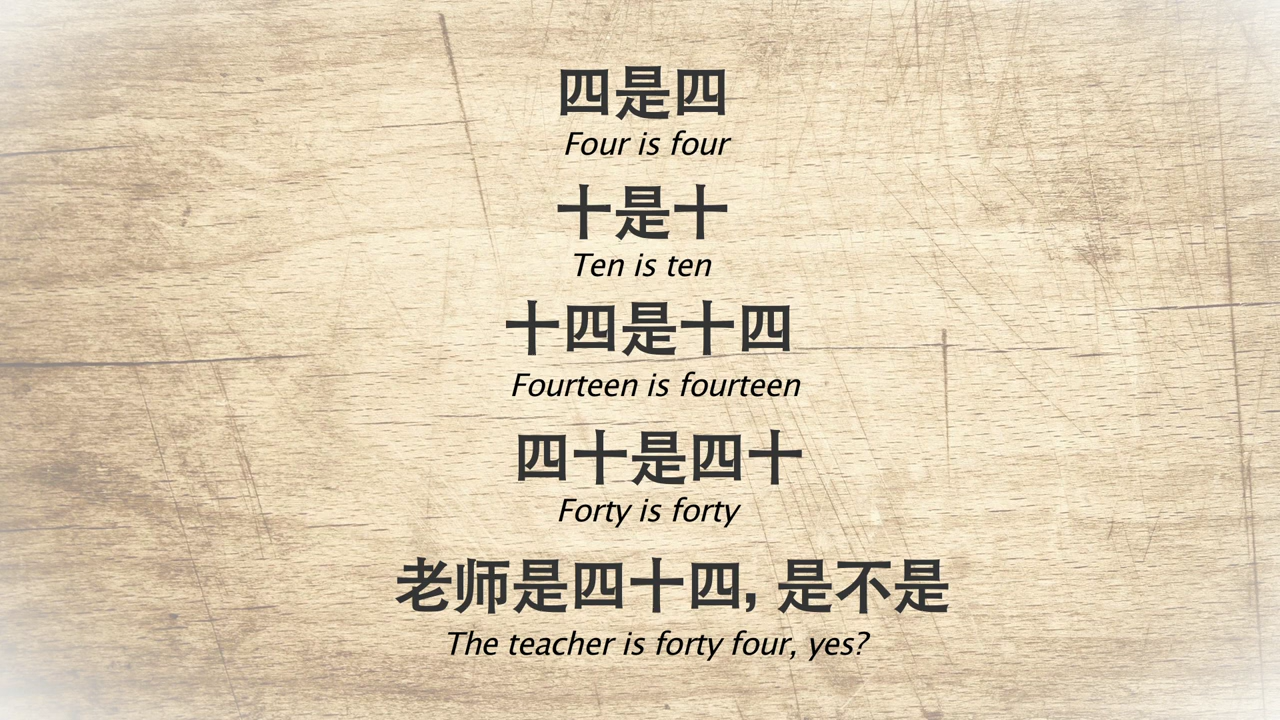 四是四
Four is four
十是十
Ten is ten
十四是十四
Fourteen is fourteen
四十是四十
Forty is forty
老师是四十四, 是不是
The teacher is forty four, yes?